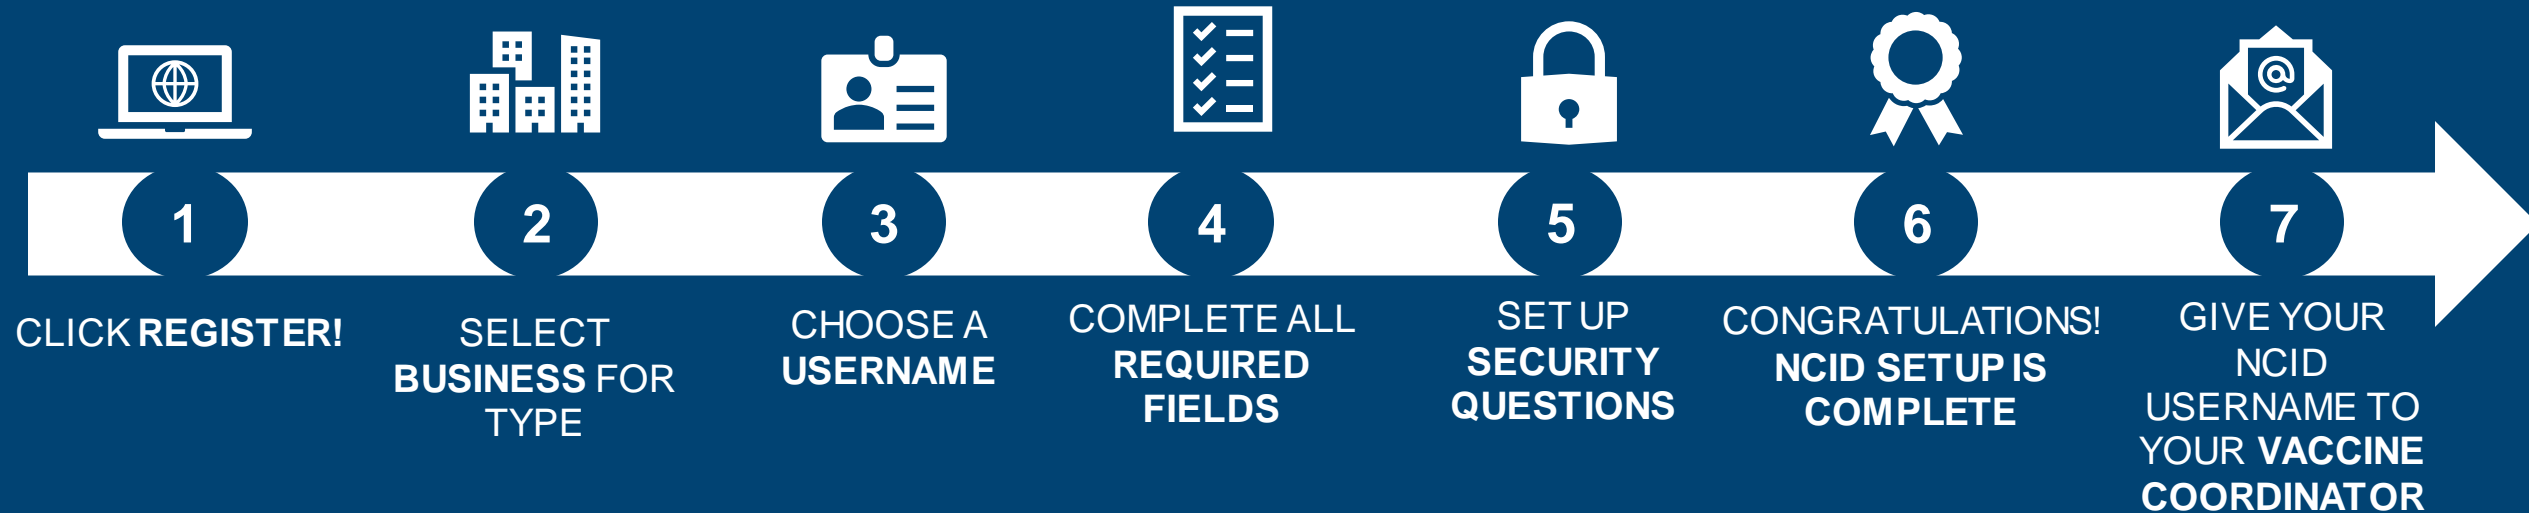 1
CLICK REGISTER!
2
SELECT
BUSINESS FOR
TYPE
3
CHOOSE A
USERNAME
4
COMPLETE ALL
REQUIRED
FIELDS
5
SET UP
SECURITY
QUESTIONS
6
CONGRATULATIONS!
NCID SETUP IS
COMPLETE
@
7
GIVE YOUR
NCID
USERNAME TO
YOUR VACCINE
COORDINATOR